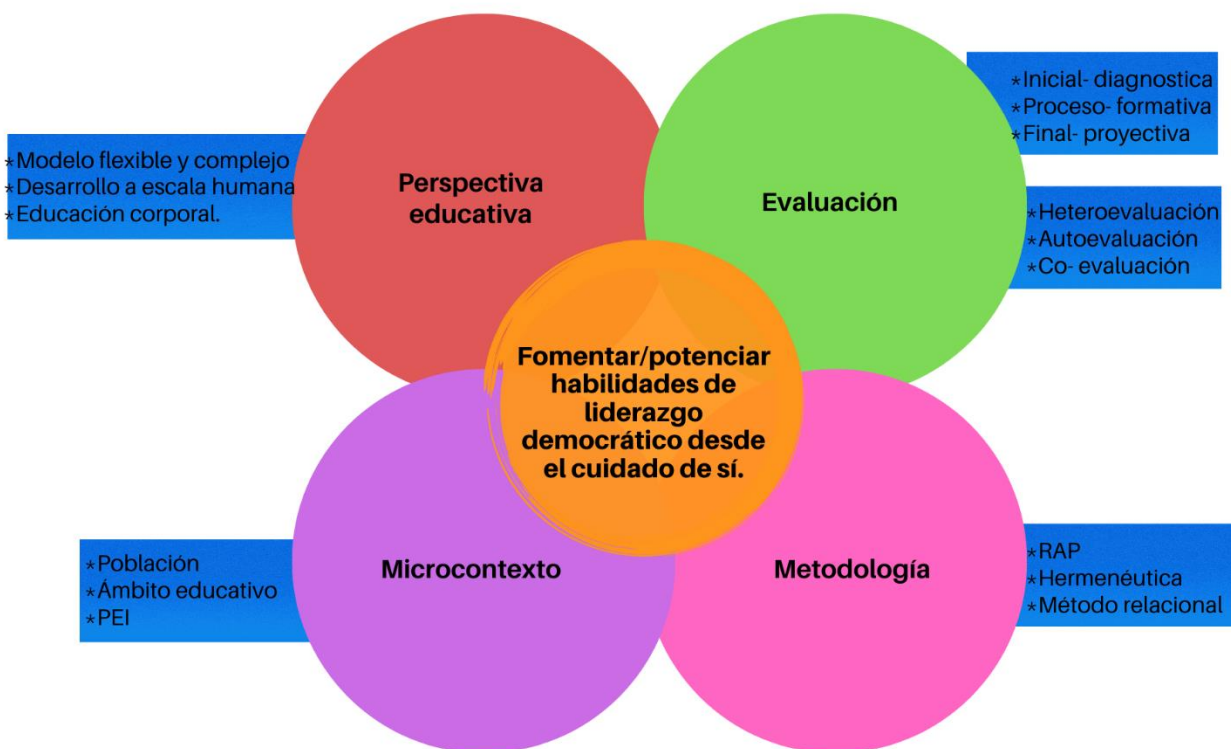 *Modelo flexible y complejo
*Desarrollo a escala humana
*Educación corporal.
Perspectiva
educativa
Evaluación
*Inicial- diagnostica
*Proceso- formativa
*Final- proyectiva
*Heteroevaluación
*Autoevaluación
*Co- evaluación
Fomentar/potenciar
habilidades de
liderazgo
democrático desde
el cuidado de sí.
*Población
*Ámbito educativo
*PEI
Microcontexto
Metodología
*RAP
*Hermenéutica
*Método relacional